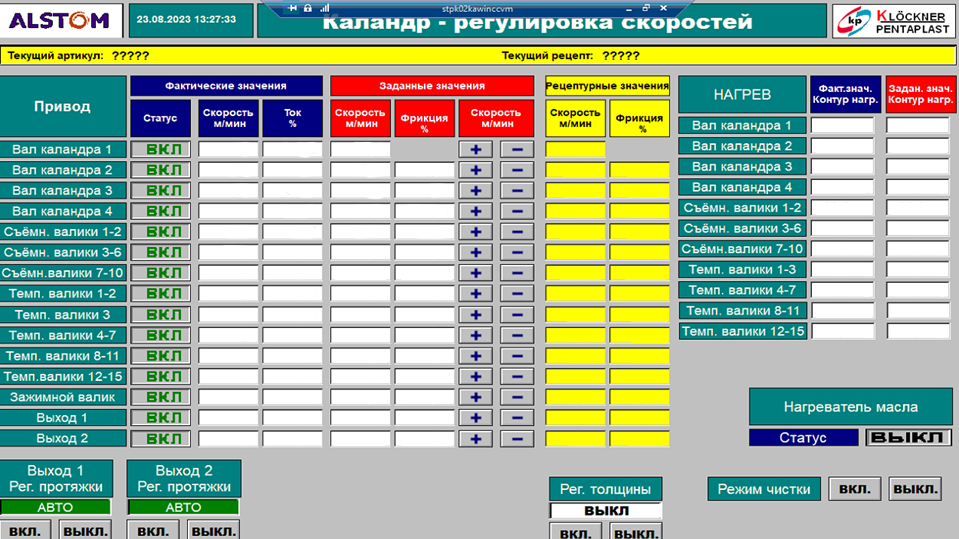 stpk02kawinccvm
ALSTOM
23.08.2023 13:27:33
Каландр - регулировка скоростей
kp KLÖCKNER
PENTAPLAST
Текущий артикул: ?????
Текущий рецепт: ?????
Привод
Фактические значения
Заданные значения
Рецептурные значения
Статус
Скорость
м/мин
Ток
%
Скорость
м/мин
Фрикция
%
Скорость
м/мин
Скорость
м/мин
Фрикция
%
НАГРЕВ
Факт.знач.
Контур нагр.
Задан. знач.
Контур нагр.
Вал каландра 1 ВКЛ + −
Вал каландра 2 ВКЛ + −
Вал каландра 3 ВКЛ + −
Вал каландра 4 ВКЛ + −
Съёмн. валики 1-2 ВКЛ + −
Съёмн. валики 3-6 ВКЛ + −
Съёмн.валики 7-10 ВКЛ + −
Темп. валики 1-2 ВКЛ + −
Темп. валики 3 ВКЛ + −
Темп. валики 4-7 ВКЛ + −
Темп. валики 8-11 ВКЛ + −
Темп.валики 12-15 ВКЛ + −
Зажимной валик ВКЛ + −
Выход 1 ВКЛ + −
Выход 2 ВКЛ + −
Вал каландра 1
Вал каландра 2
Вал каландра 3
Вал каландра 4
Съёмн. валики 1-2
Съёмн. валики 3-6
Съёмн. валики 7-10
Темп. валики 1-3
Темп. валики 4-7
Темп. валики 8-11
Темп. валики 12-15
Нагреватель масла
Статус ВЫКЛ
Выход 1
Рег. протяжки
АВТО
вкл. выкл.
Выход 2
Рег. протяжки
АВТО
вкл. выкл.
Рег. толщины
ВЫКЛ
вкл. выкл.
Режим чистки вкл. выкл.